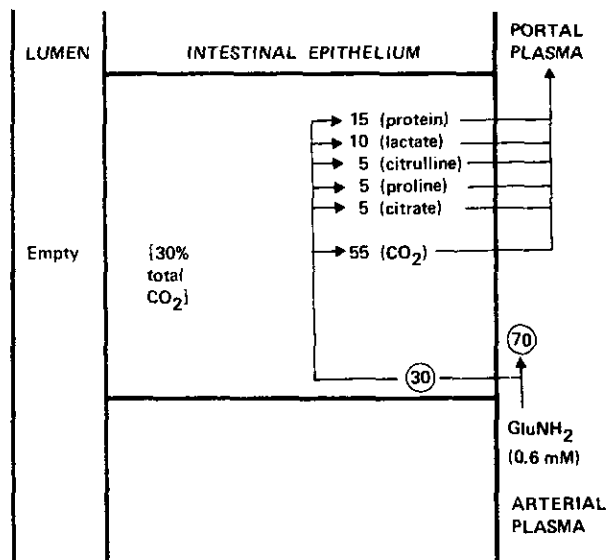 LUMEN
INTESTINAL EPITHELIUM
PORTAL
PLASMA
15 (protein)
10 (lactate)
5 (citrulline)
5 (proline)
5 (citrate)
Empty
{30%
total
CO₂}
55 (CO₂)
70
30
GluNH₂
(0.6 mM)
ARTERIAL
PLASMA